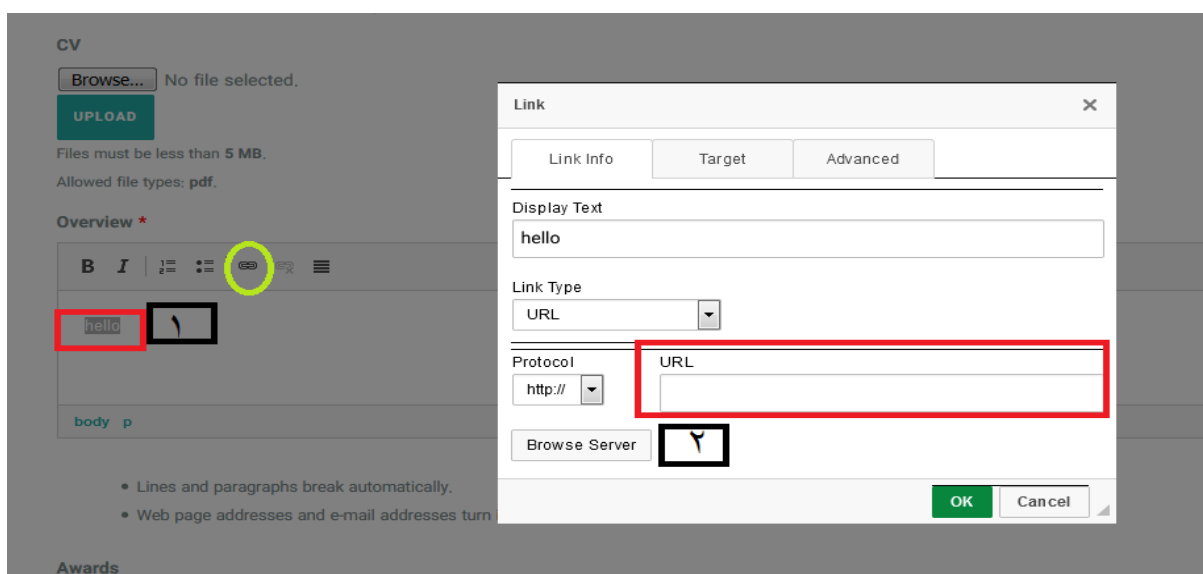 CV
Browse... No file selected.
UPLOAD
Files must be less than 5 MB.
Allowed file types: pdf.
Overview *
B I
hello
١
body p
• Lines and paragraphs break automatically.
• Web page addresses and e-mail addresses turn i
Awards
Link ×
Link Info Target Advanced
Display Text
hello
Link Type
URL
Protocol URL
http://
Browse Server ٢
OK Cancel